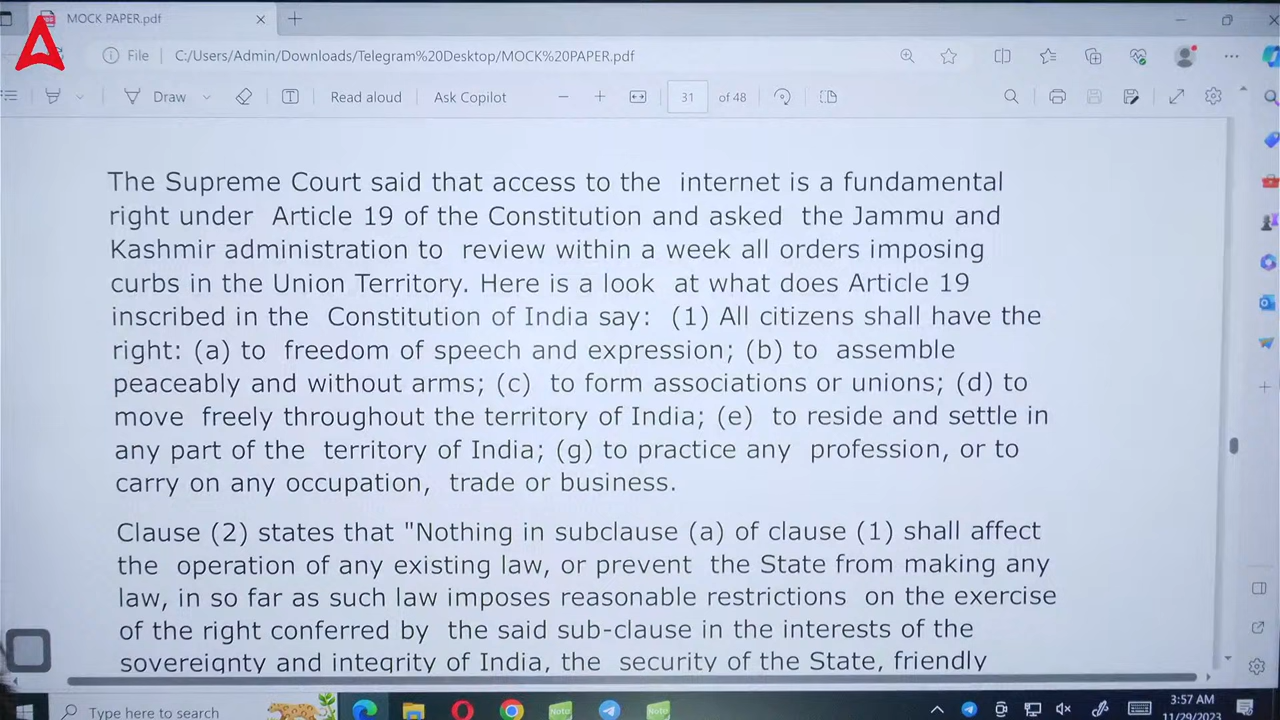 MOCK PAPER.pdf
File C:/Users/Admin/Downloads/Telegram%20Desktop/MOCK%20PAPER.pdf
Draw Read aloud Ask Copilot 31 of 48
The Supreme Court said that access to the internet is a fundamental
right under Article 19 of the Constitution and asked the Jammu and
Kashmir administration to review within a week all orders imposing
curbs in the Union Territory. Here is a look at what does Article 19
inscribed in the Constitution of India say: (1) All citizens shall have the
right: (a) to freedom of speech and expression; (b) to assemble
peaceably and without arms; (c) to form associations or unions; (d) to
move freely throughout the territory of India; (e) to reside and settle in
any part of the territory of India; (g) to practice any profession, or to
carry on any occupation, trade or business.
Clause (2) states that "Nothing in subclause (a) of clause (1) shall affect
the operation of any existing law, or prevent the State from making any
law, in so far as such law imposes reasonable restrictions on the exercise
of the right conferred by the said sub-clause in the interests of the
sovereignty and integrity of India, the security of the State, friendly
Type here to search
3:57 AM
11/29/2023